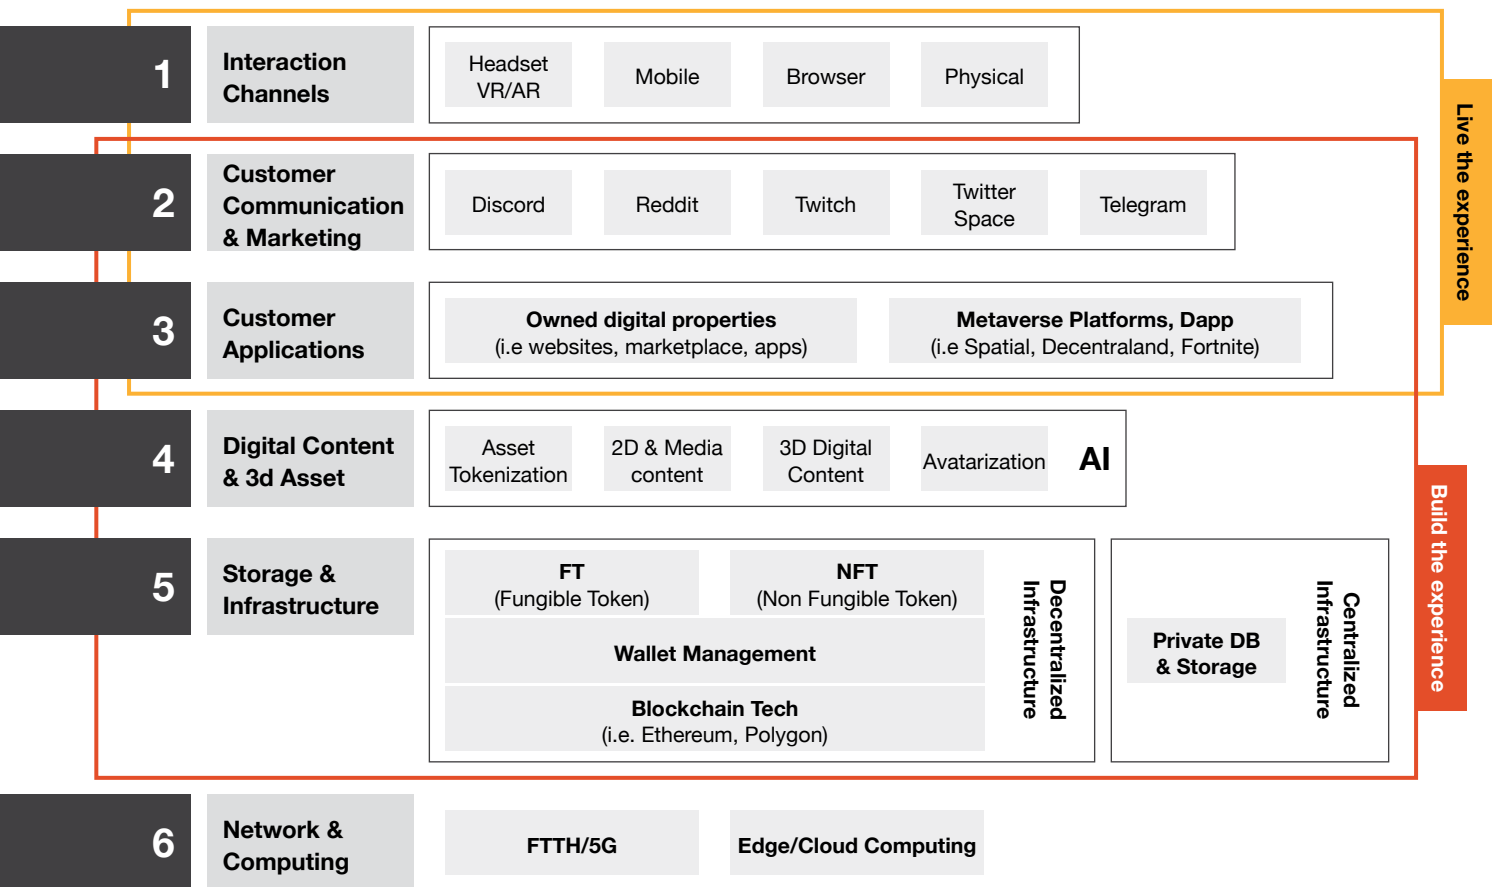 1
Interaction
Channels
Headset
VR/AR
Mobile
Browser
Physical
2
Customer
Communication
& Marketing
Discord
Reddit
Twitch
Twitter
Space
Telegram
3
Customer
Applications
Owned digital properties
(i.e websites, marketplace, apps)
Metaverse Platforms, Dapp
(i.e Spatial, Decentraland, Fortnite)
Live the experience
4
Digital Content
& 3d Asset
Asset
Tokenization
2D & Media
content
3D Digital
Content
Avatarization
AI
5
Storage &
Infrastructure
FT
(Fungible Token)
NFT
(Non Fungible Token)
Wallet Management
Blockchain Tech
(i.e. Ethereum, Polygon)
Decentralized
Infrastructure
Private DB
& Storage
Centralized
Infrastructure
Build the experience
6
Network &
Computing
FTTH/5G
Edge/Cloud Computing